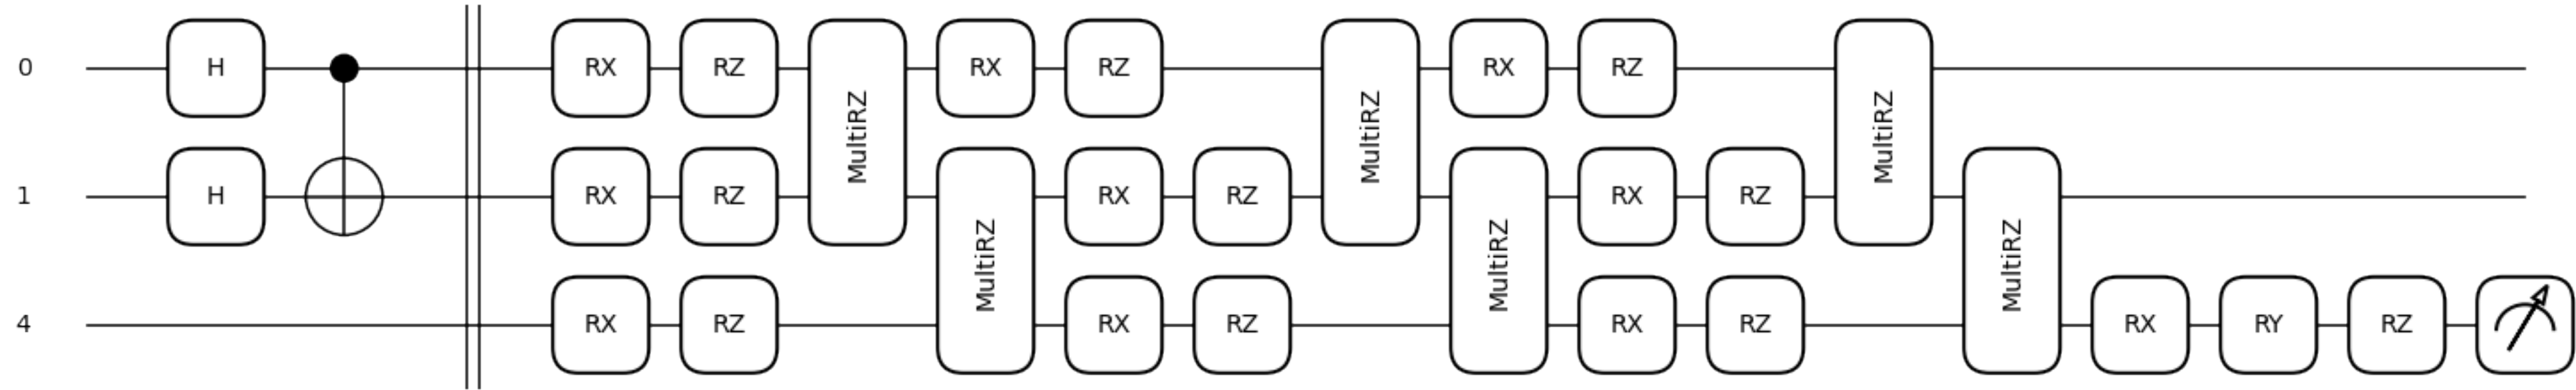 0 H RX RZ MultiRZ RX RZ MultiRZ RX RZ MultiRZ
1 H RX RZ MultiRZ RX RZ MultiRZ RX RZ MultiRZ
4 RX RZ RX RZ RX RZ RX RY RZ